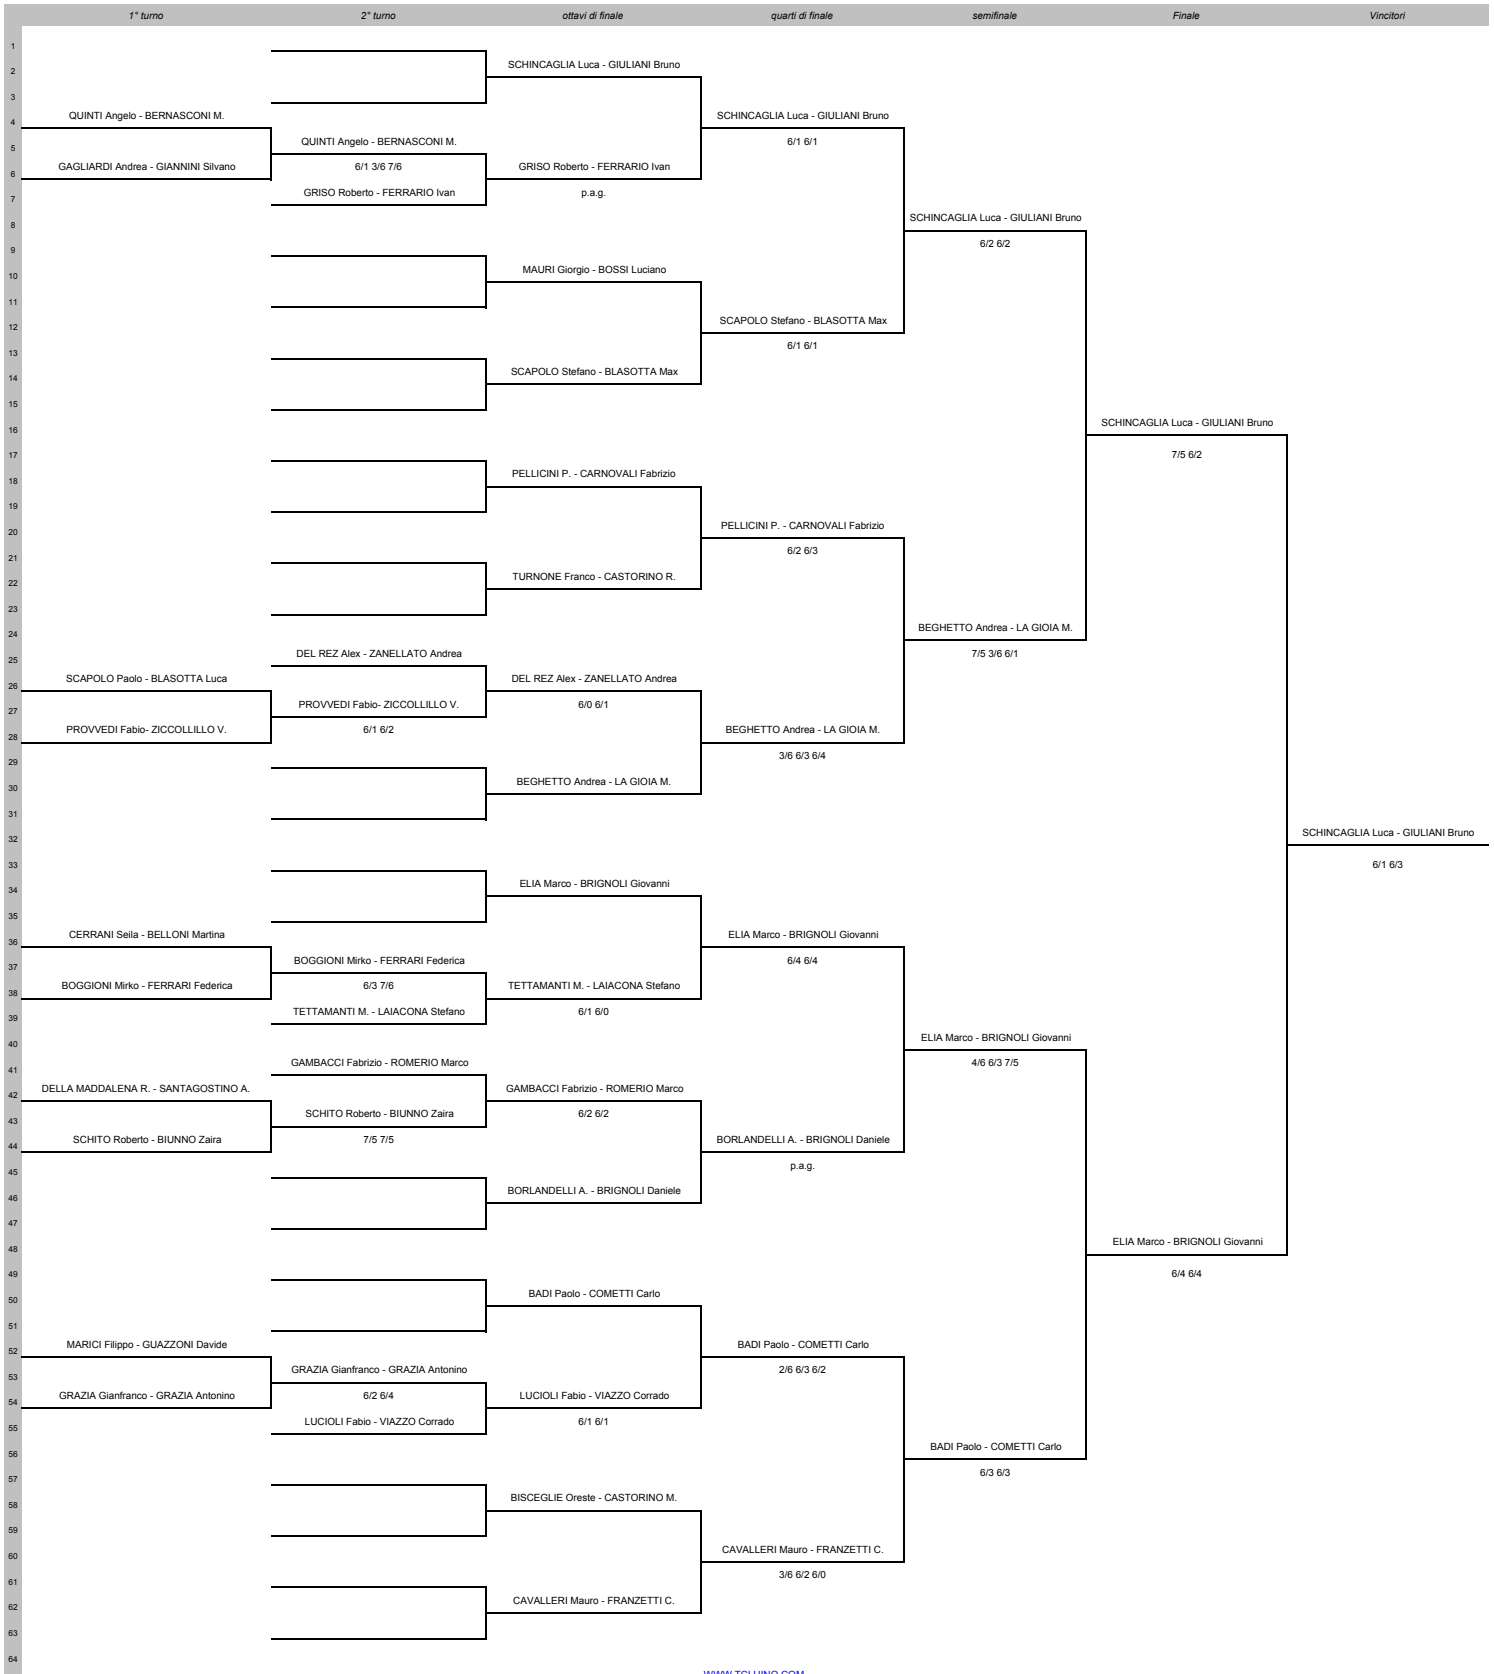 1° turno 2° turno ottavi di finale quarti di finale semifinale Finale Vincitori
1
2 SCHINCAGLIA Luca - GIULIANI Bruno
3
4 QUINTI Angelo - BERNASCONI M. SCHINCAGLIA Luca - GIULIANI Bruno
5 QUINTI Angelo - BERNASCONI M. 6/1 6/1
6 GAGLIARDI Andrea - GIANNINI Silvano 6/1 3/6 7/6 GRISO Roberto - FERRARIO Ivan
7 GRISO Roberto - FERRARIO Ivan p.a.g.
8 SCHINCAGLIA Luca - GIULIANI Bruno
9 6/2 6/2
10 MAURI Giorgio - BOSSI Luciano
11
12 SCAPOLO Stefano - BLASOTTA Max
13 6/1 6/1
14 SCAPOLO Stefano - BLASOTTA Max
15
16 SCHINCAGLIA Luca - GIULIANI Bruno
17 7/5 6/2
18 PELLICINI P. - CARNOVALI Fabrizio
19
20 PELLICINI P. - CARNOVALI Fabrizio
21 6/2 6/3
22 TURNONE Franco - CASTORINO R.
23
24 BEGHETTO Andrea - LA GIOIA M.
25 DEL REZ Alex - ZANELLATO Andrea 7/5 3/6 6/1
26 SCAPOLO Paolo - BLASOTTA Luca DEL REZ Alex - ZANELLATO Andrea
27 PROVVEDI Fabio- ZICCOLLILLO V. 6/0 6/1
28 PROVVEDI Fabio- ZICCOLLILLO V. 6/1 6/2 BEGHETTO Andrea - LA GIOIA M.
29 3/6 6/3 6/4
30 BEGHETTO Andrea - LA GIOIA M.
31
32 SCHINCAGLIA Luca - GIULIANI Bruno
33 6/1 6/3
34 ELIA Marco - BRIGNOLI Giovanni
35
36 CERRANI Seila - BELLONI Martina ELIA Marco - BRIGNOLI Giovanni
37 BOGGIONI Mirko - FERRARI Federica 6/4 6/4
38 BOGGIONI Mirko - FERRARI Federica 6/3 7/6 TETTAMANTI M. - LAIACONA Stefano
39 TETTAMANTI M. - LAIACONA Stefano 6/1 6/0
40 ELIA Marco - BRIGNOLI Giovanni
41 GAMBACCI Fabrizio - ROMERIO Marco 4/6 6/3 7/5
42 DELLA MADDALENA R. - SANTAGOSTINO A. GAMBACCI Fabrizio - ROMERIO Marco
43 SCHITO Roberto - BIUNNO Zaira 6/2 6/2
44 SCHITO Roberto - BIUNNO Zaira 7/5 7/5 BORLANDELLI A. - BRIGNOLI Daniele
45 p.a.g.
46 BORLANDELLI A. - BRIGNOLI Daniele
47
48 ELIA Marco - BRIGNOLI Giovanni
49 6/4 6/4
50 BADI Paolo - COMETTI Carlo
51
52 MARICI Filippo - GUAZZONI Davide BADI Paolo - COMETTI Carlo
53 GRAZIA Gianfranco - GRAZIA Antonino 2/6 6/3 6/2
54 GRAZIA Gianfranco - GRAZIA Antonino 6/2 6/4 LUCIOLI Fabio - VIAZZO Corrado
55 LUCIOLI Fabio - VIAZZO Corrado 6/1 6/1
56 BADI Paolo - COMETTI Carlo
57 6/3 6/3
58 BISCEGLIE Oreste - CASTORINO M.
59
60 CAVALLERI Mauro - FRANZETTI C.
61 3/6 6/2 6/0
62 CAVALLERI Mauro - FRANZETTI C.
63
64